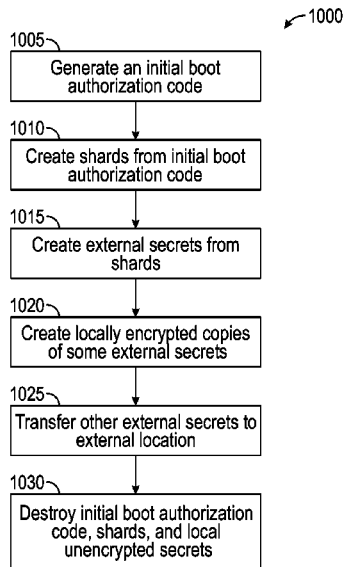 1000
1005
Generate an initial boot
authorization code
1010
Create shards from initial boot
authorization code
1015
Create external secrets from
shards
1020
Create locally encrypted copies
of some external secrets
1025
Transfer other external secrets to
external location
1030
Destroy initial boot authorization
code, shards, and local
unencrypted secrets